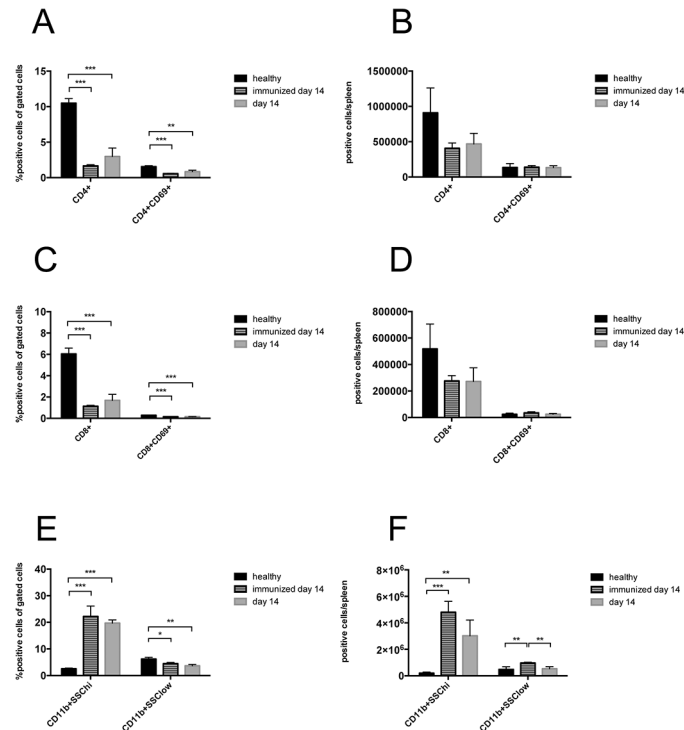 A
B
%positive cells of gated cells
15
10
5
0
***
***
**
***
CD4+
CD4+CD69+
healthy
immunized day 14
day 14
positive cells/spleen
1500000
1000000
500000
0
CD4+
CD4+CD69+
healthy
immunized day 14
day 14
C
D
%positive cells of gated cells
10
8
6
4
2
0
***
***
***
***
CD8+
CD8+CD69+
healthy
immunized day 14
day 14
positive cells/spleen
800000
600000
400000
200000
0
CD8+
CD8+CD69+
healthy
immunized day 14
day 14
E
F
%positive cells of gated cells
40
30
20
10
0
***
***
**
*
CD11b+SSChi
CD11b+SSClow
healthy
immunized day 14
day 14
positive cells/spleen
8×10⁶
6×10⁶
4×10⁶
2×10⁶
0
**
***
**
**
CD11b+SSChi
CD11b+SSClow
healthy
immunized day 14
day 14